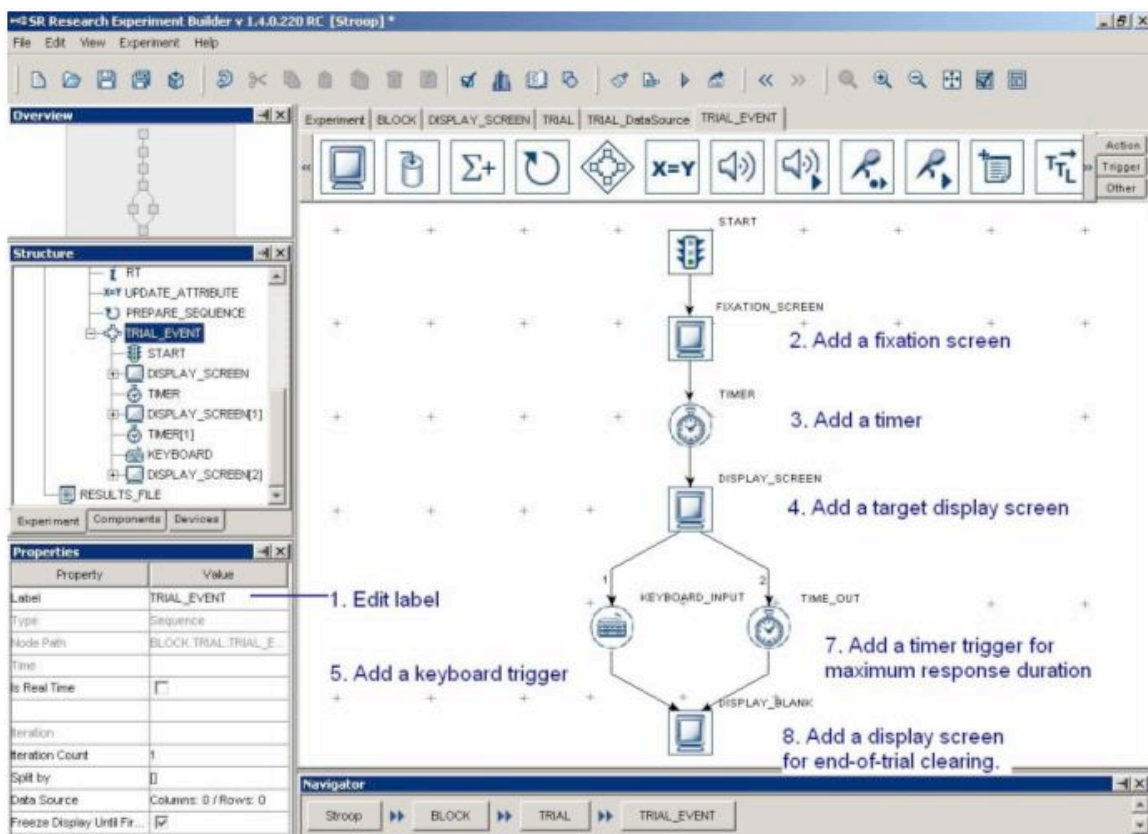 SR Research Experiment Builder v 1.4.0.220 RC [Stroop] *
File Edit View Experiment Help
Overview
Experiment BLOCK DISPLAY_SCREEN TRIAL TRIAL_DataSource TRIAL_EVENT
Σ+ X=Y TTL
Action
Trigger
Other
Structure
RT
X=Y UPDATE_ATTRIBUTE
PREPARE_SEQUENCE
TRIAL_EVENT
START
DISPLAY_SCREEN
TIMER
DISPLAY_SCREEN[1]
TIMER[1]
KEYBOARD
DISPLAY_SCREEN[2]
RESULTS_FILE
Experiment Components Devices
Properties
Property Value
Label TRIAL_EVENT
Type Sequence
Node Path BLOCK.TRIAL.TRIAL_E...
Time
Is Real Time
Iteration
Iteration Count 1
Split by []
Data Source Columns: 0 / Rows: 0
Freeze Display Until Fir...
START
FIXATION_SCREEN
2. Add a fixation screen
TIMER
3. Add a timer
DISPLAY_SCREEN
4. Add a target display screen
1 2
KEYBOARD_INPUT TIME_OUT
1. Edit label
5. Add a keyboard trigger
7. Add a timer trigger for
maximum response duration
DISPLAY_BLANK
8. Add a display screen
for end-of-trial clearing.
Navigator
Stroop BLOCK TRIAL TRIAL_EVENT